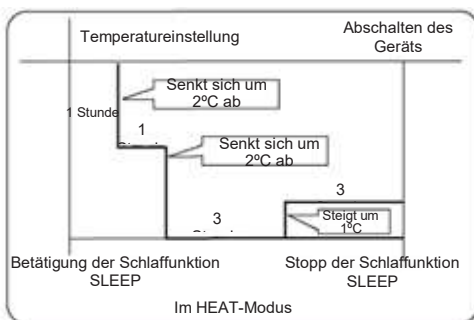 Temperatureinstellung
Abschalten des
Geräts
Senkt sich um
2ºC ab
1 Stunde
1
Senkt sich um
2ºC ab
3
3
Steigt um
1ºC
Betätigung der Schlaffunktion
SLEEP
Stopp der Schlaffunktion
SLEEP
Im HEAT-Modus